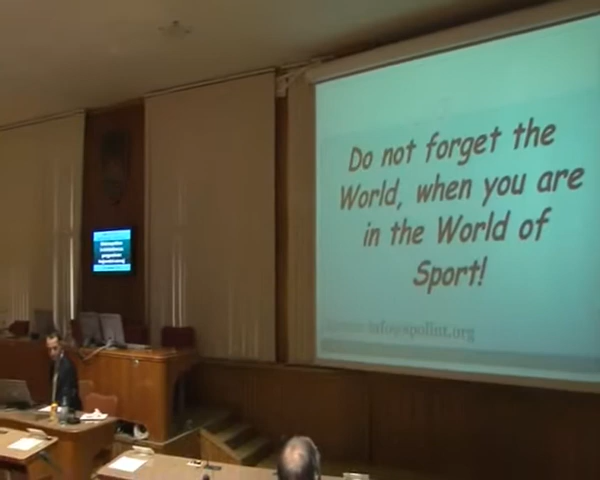 Do not forget the
World, when you are
in the World of
Sport!
info@spolint.org